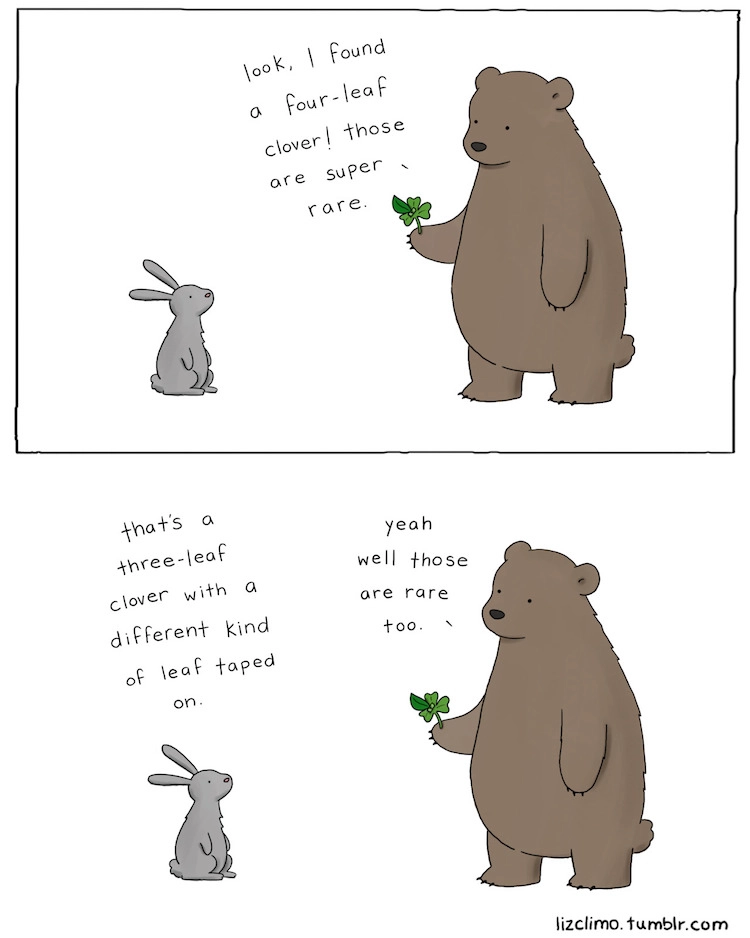 look, I found
a four-leaf
clover! those
are super
rare.
that's a
three-leaf
clover with a
different kind
of leaf taped
on.
yeah
well those
are rare
too.
lizclimo.tumblr.com